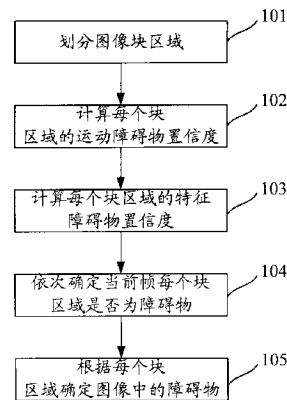 101
划分图像块区域
102
计算每个块
区域的运动障碍物置信度
103
计算每个块区域的特征
障碍物置信度
104
依次确定当前帧每个块
区域是否为障碍物
105
根据每个块
区域确定图像中的障碍物